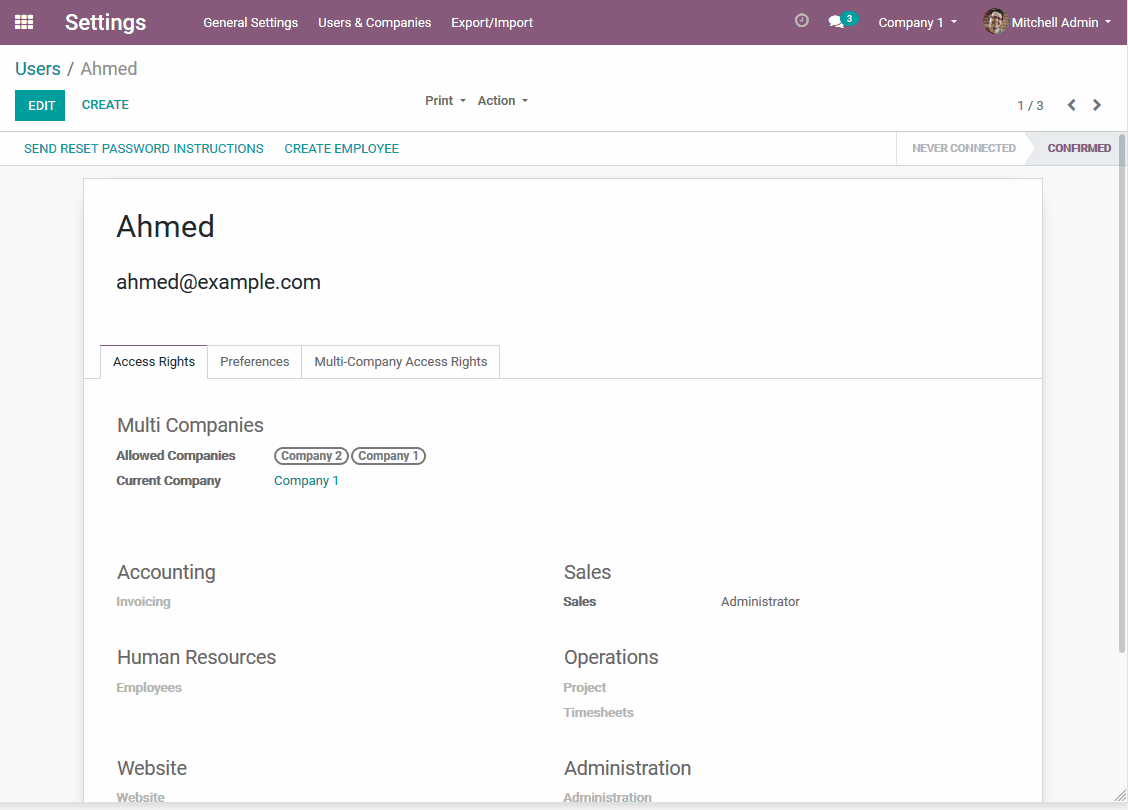 Settings General Settings Users & Companies Export/Import 3 Company 1 Mitchell Admin
Users / Ahmed
EDIT CREATE Print Action 1 / 3
SEND RESET PASSWORD INSTRUCTIONS CREATE EMPLOYEE NEVER CONNECTED CONFIRMED
Ahmed
ahmed@example.com
Access Rights Preferences Multi-Company Access Rights
Multi Companies
Allowed Companies Company 2 Company 1
Current Company Company 1
Accounting Sales
Invoicing Sales Administrator
Human Resources Operations
Employees Project
Timesheets
Website Administration
Website Administration